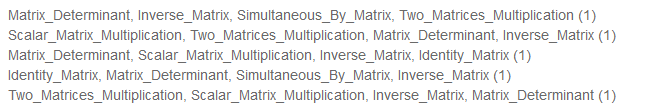 Matrix_Determinant, Inverse_Matrix, Simultaneous_By_Matrix, Two_Matrices_Multiplication (1)
Scalar_Matrix_Multiplication, Two_Matrices_Multiplication, Matrix_Determinant, Inverse_Matrix (1)
Matrix_Determinant, Scalar_Matrix_Multiplication, Inverse_Matrix, Identity_Matrix (1)
Identity_Matrix, Matrix_Determinant, Simultaneous_By_Matrix, Inverse_Matrix (1)
Two_Matrices_Multiplication, Scalar_Matrix_Multiplication, Inverse_Matrix, Matrix_Determinant (1)